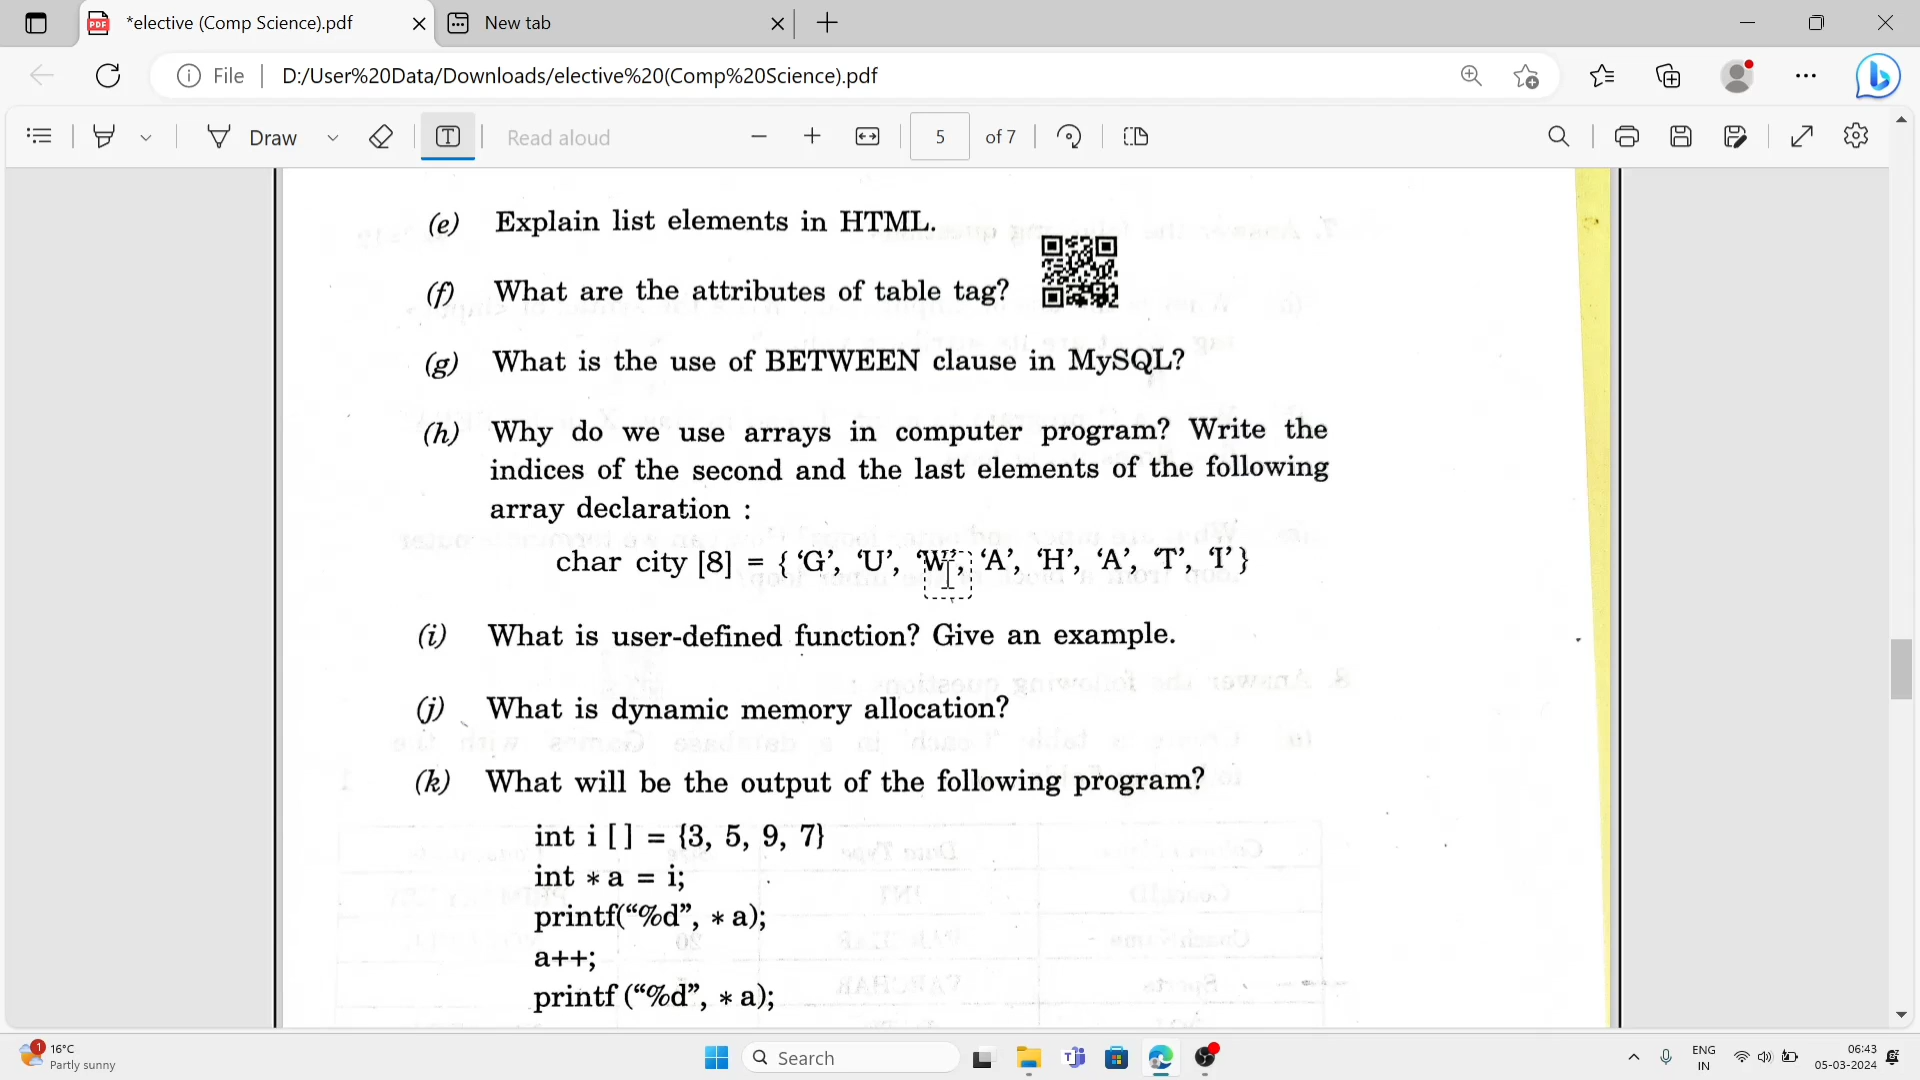 *elective (Comp Science).pdf
New tab
File
D:/User%20Data/Downloads/elective%20(Comp%20Science).pdf
Draw
Read aloud
5
of 7
(e) Explain list elements in HTML.
(f) What are the attributes of table tag?
(g) What is the use of BETWEEN clause in MySQL?
(h) Why do we use arrays in computer program? Write the
indices of the second and the last elements of the following
array declaration :
char city [8] = { ‘G’, ‘U’, ‘W’, ‘A’, ‘H’, ‘A’, ‘T’, ‘I’ }
(i) What is user-defined function? Give an example.
(j) What is dynamic memory allocation?
(k) What will be the output of the following program?
int i [ ] = {3, 5, 9, 7}
int * a = i;
printf(“%d”, * a);
a++;
printf (“%d”, * a);
1
16°C
Partly sunny
Search
ENG
IN
06:43
05-03-2024